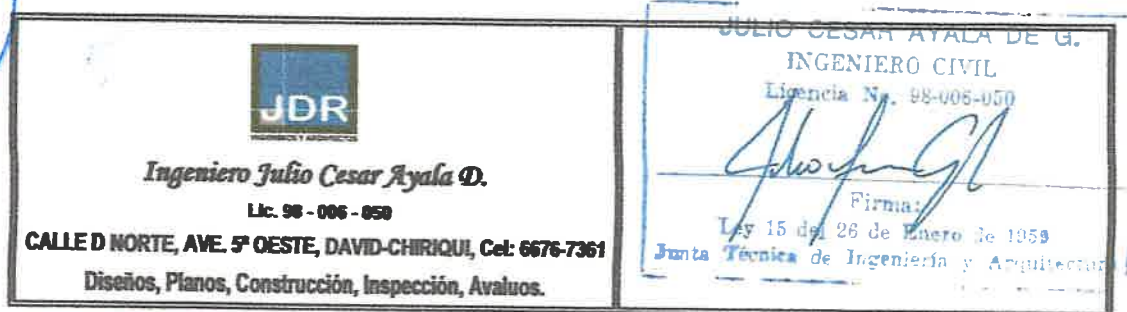 JDR
Ingeniero Julio Cesar Ayala D.
Lic. 98 - 006 - 050
CALLE D NORTE, AVE. 5ª OESTE, DAVID-CHIRIQUI, Cel: 6676-7361
Diseños, Planos, Construcción, Inspección, Avaluos.
JULIO CESAR AYALA DE G.
INGENIERO CIVIL
Licencia No. 98-006-050
Firma:
Ley 15 del 26 de Enero de 1959
Junta Técnica de Ingeniería y Arquitectura